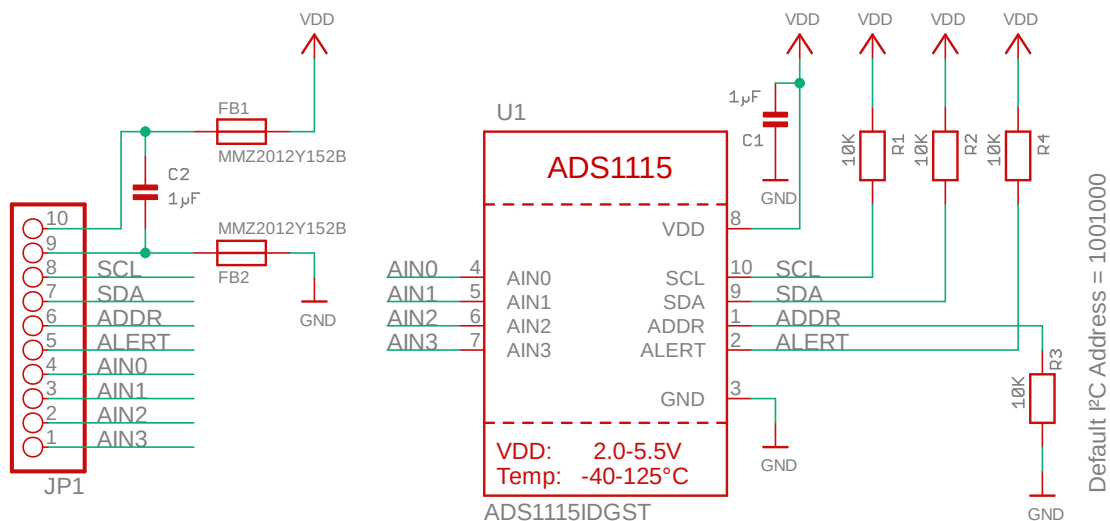 VDD
FB1
MMZ2012Y152B
C2
1µF
MMZ2012Y152B
FB2
GND
10
9
8 SCL
7 SDA
6 ADDR
5 ALERT
4 AIN0
3 AIN1
2 AIN2
1 AIN3
JP1
U1
ADS1115
AIN0 4 AIN0
AIN1 5 AIN1
AIN2 6 AIN2
AIN3 7 AIN3
VDD 8
SCL 10 SCL
SDA 9 SDA
ADDR 1 ADDR
ALERT 2 ALERT
GND 3
VDD: 2.0-5.5V
Temp: -40-125°C
ADS1115IDGST
VDD
1µF
C1
GND
GND
VDD
10K
R1
VDD
10K
R2
VDD
10K
R4
10K
R3
GND
Default I²C Address = 1001000